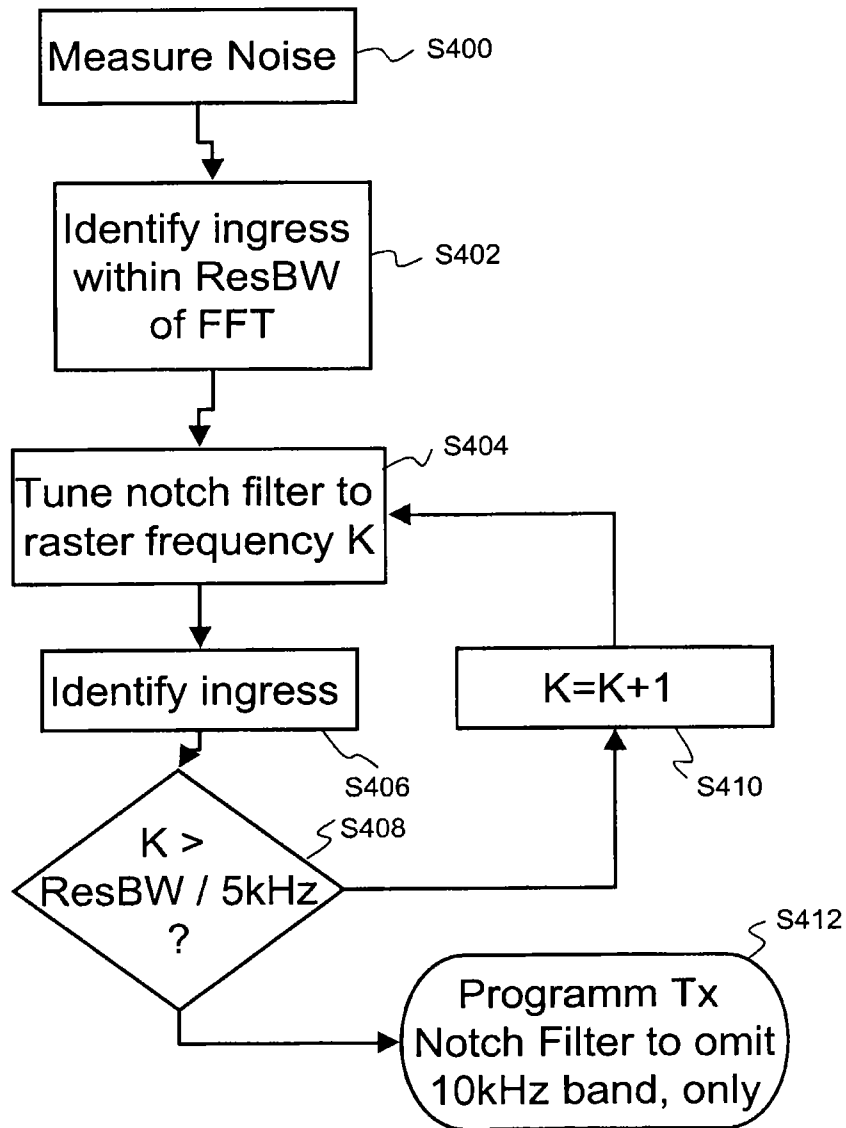 Measure Noise
S400
Identify ingress
within ResBW
of FFT
S402
S404
Tune notch filter to
raster frequency K
Identify ingress
S406
K=K+1
S410
S408
K >
ResBW / 5kHz
?
S412
Programm Tx
Notch Filter to omit
10kHz band, only